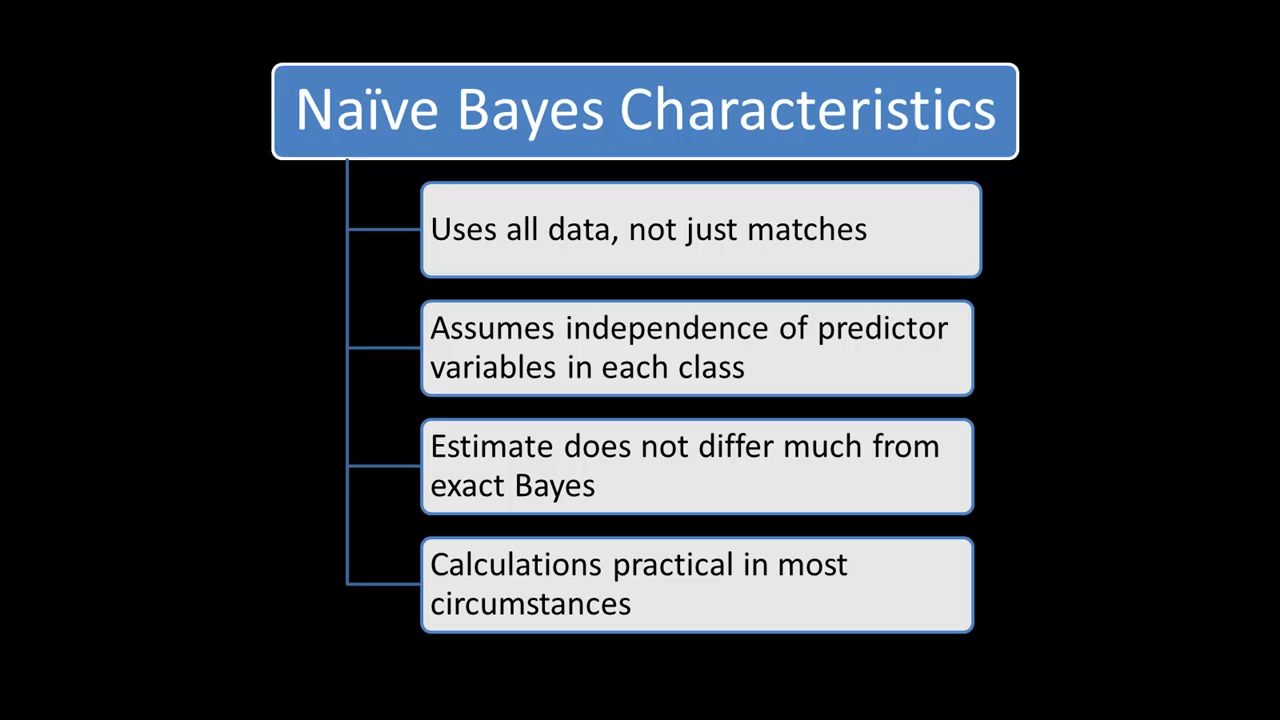 Naïve Bayes Characteristics
Uses all data, not just matches
Assumes independence of predictor
variables in each class
Estimate does not differ much from
exact Bayes
Calculations practical in most
circumstances